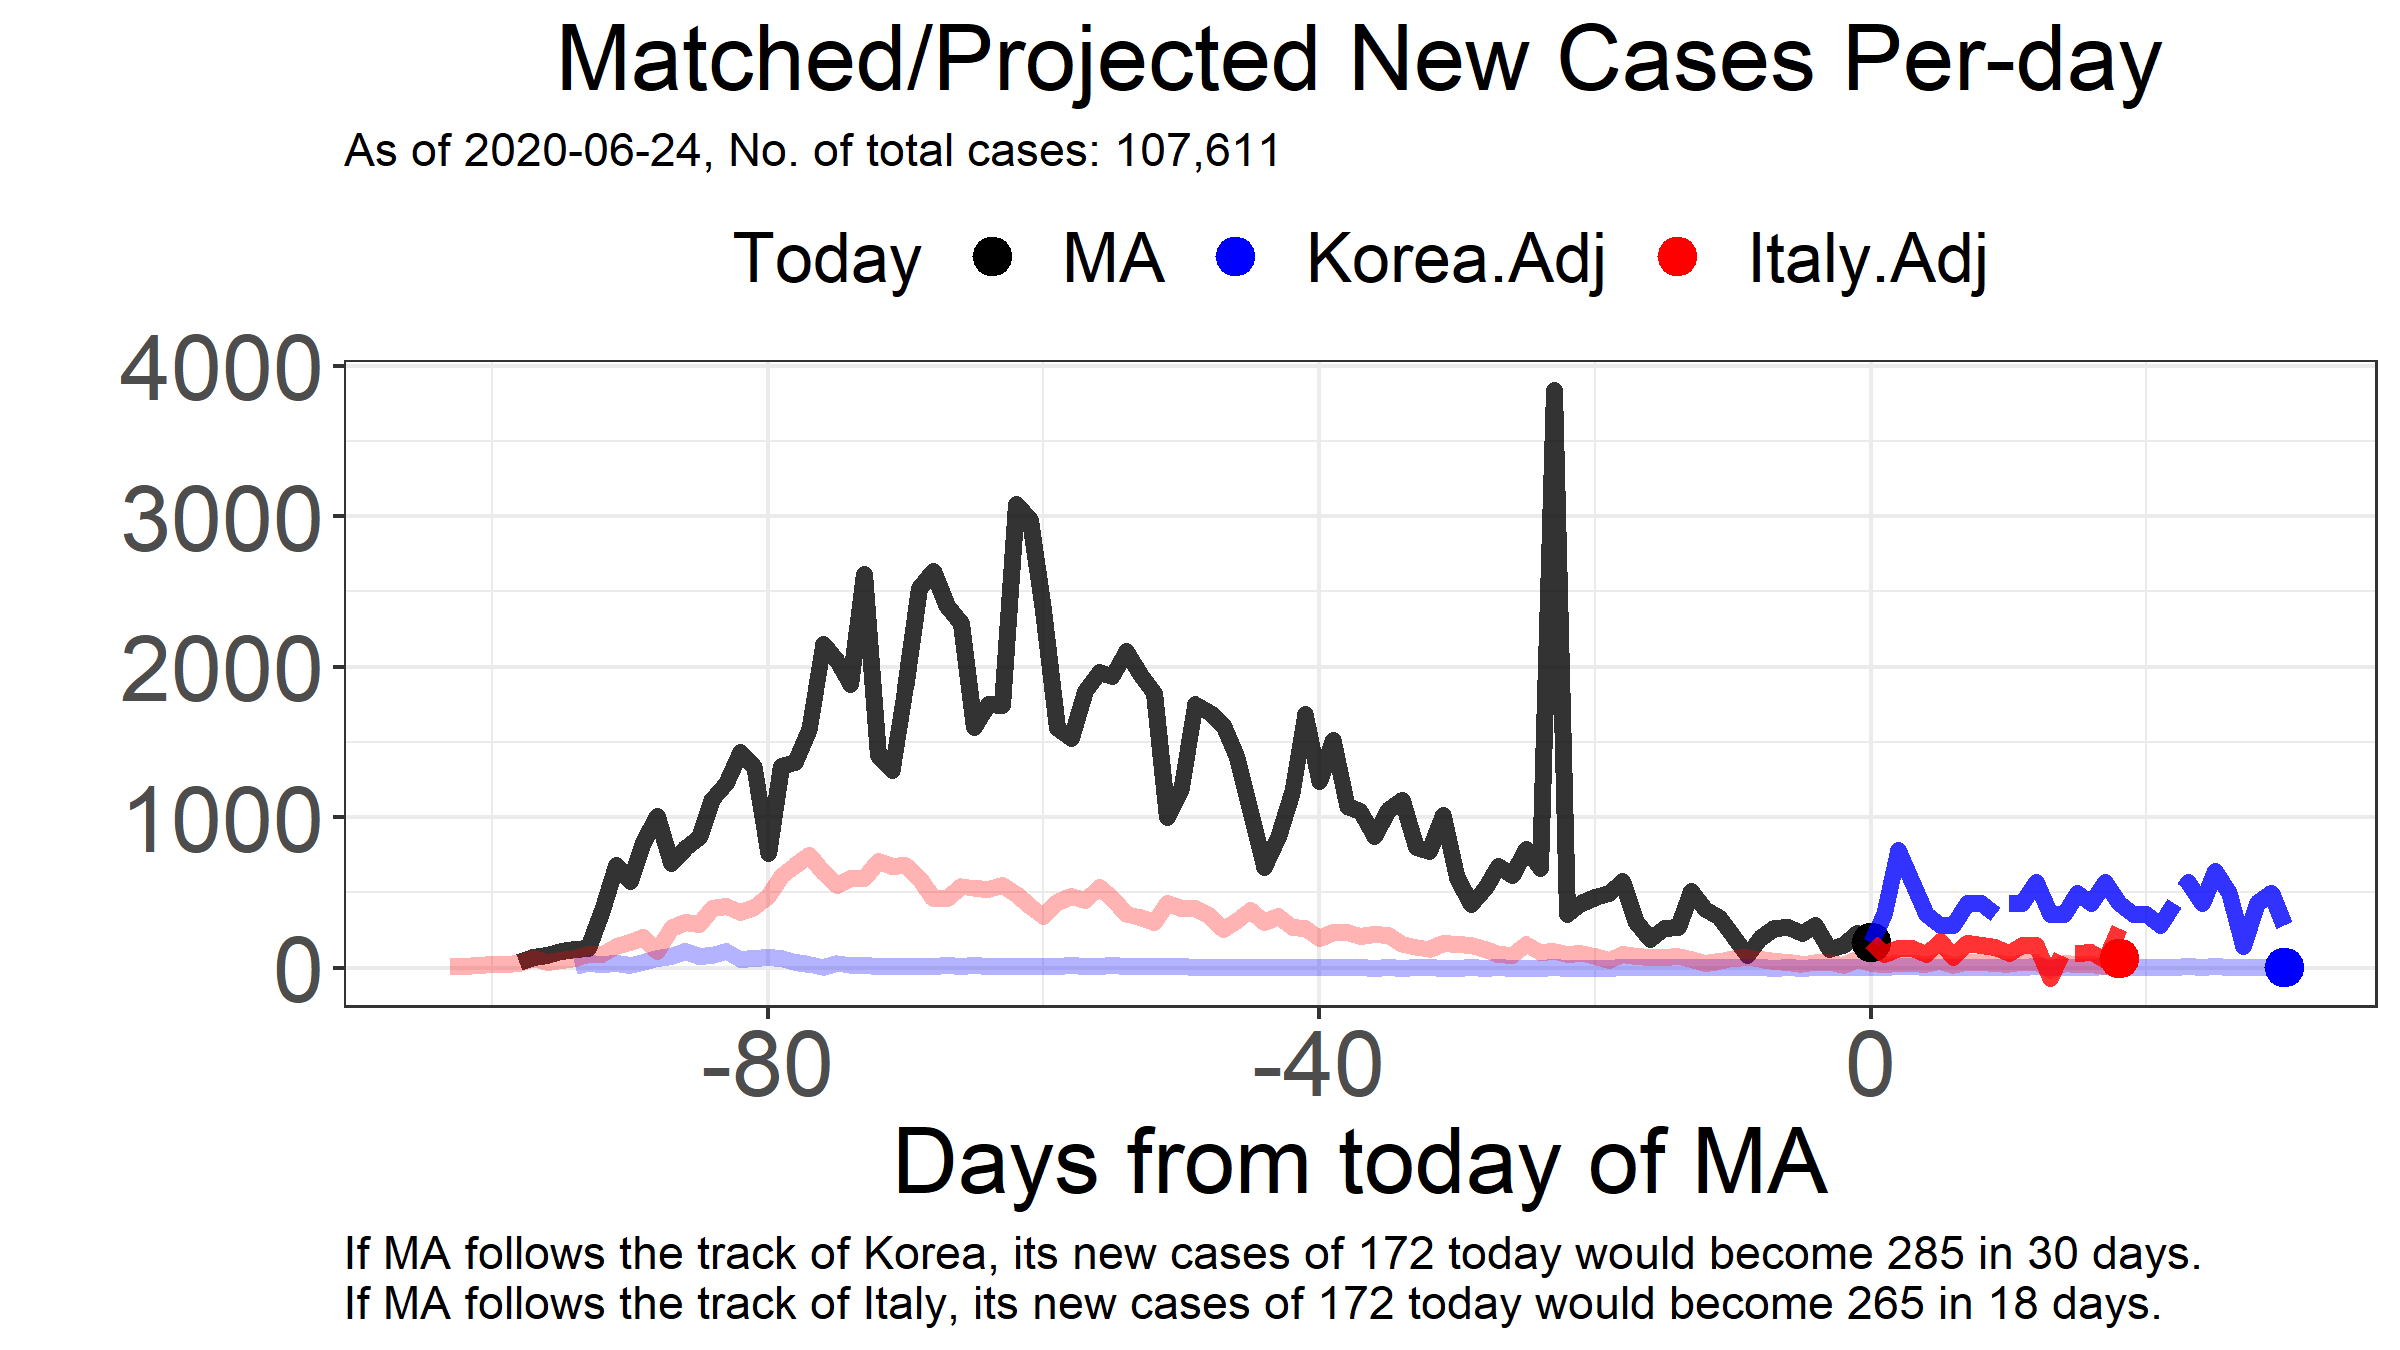 Matched/Projected New Cases Per-day
As of 2020-06-24, No. of total cases: 107,611
Today MA Korea.Adj Italy.Adj
4000
3000
2000
1000
0
-80 -40 0
Days from today of MA
If MA follows the track of Korea, its new cases of 172 today would become 285 in 30 days.
If MA follows the track of Italy, its new cases of 172 today would become 265 in 18 days.